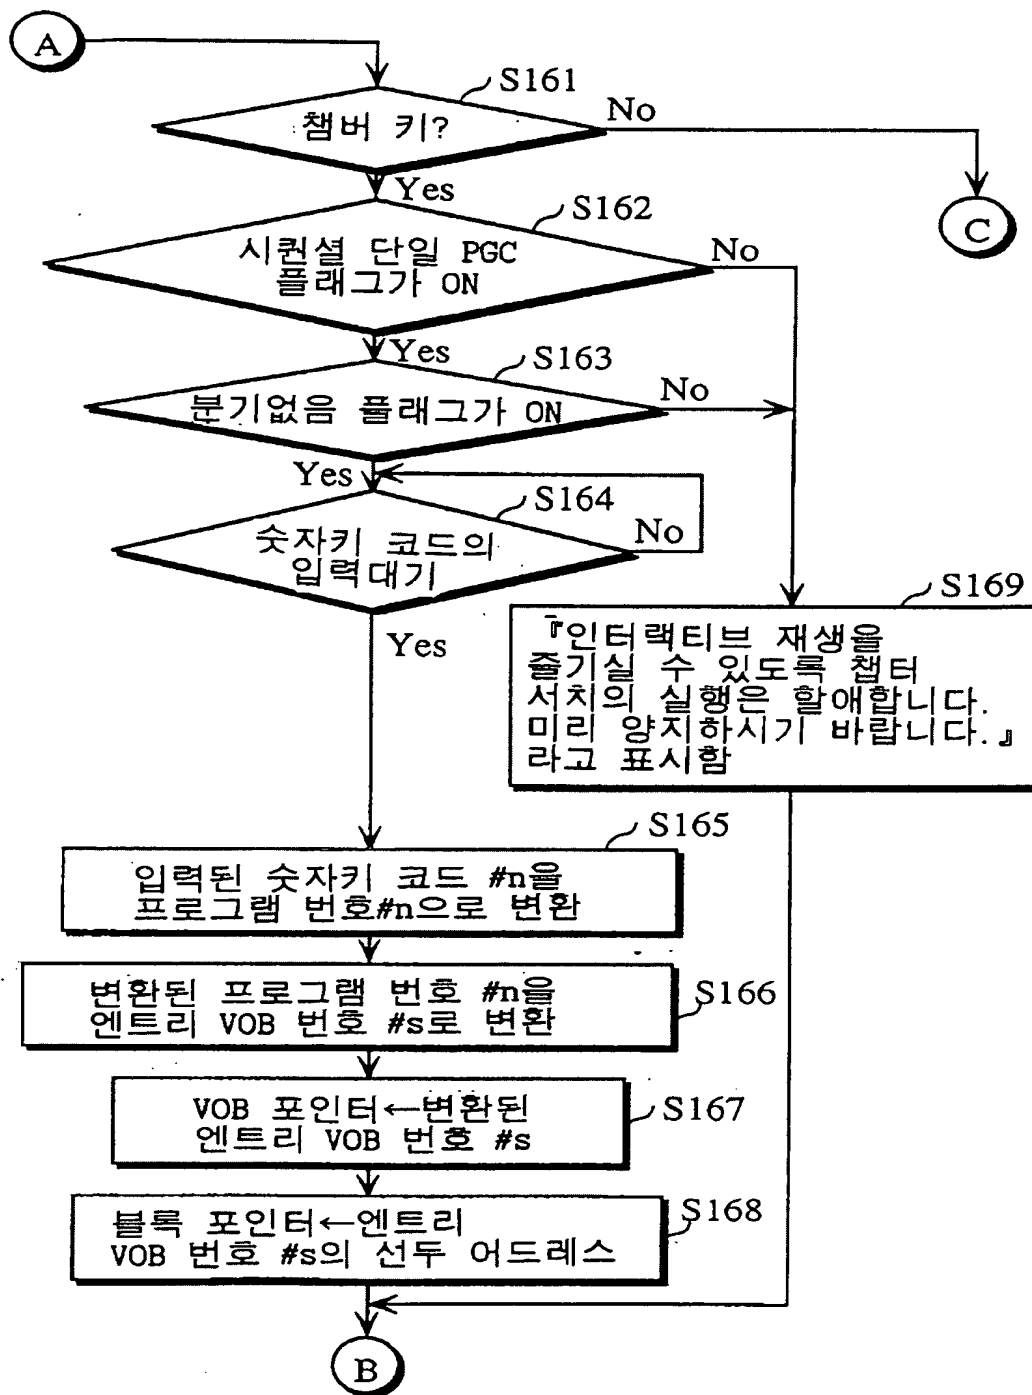 A
S161
챔버 키?
No
Yes
S162
C
시퀀셜 단일 PGC
플래그가 ON
No
Yes
S163
분기없음 플래그가 ON
No
Yes
S164
숫자키 코드의
입력대기
No
Yes
S169
『인터랙티브 재생을
즐기실 수 있도록 챕터
서치의 실행은 할애합니다.
미리 양지하시기 바랍니다.』
라고 표시함
S165
입력된 숫자키 코드 #n을
프로그램 번호#n으로 변환
변환된 프로그램 번호 #n을
엔트리 VOB 번호 #s로 변환
S166
VOB 포인터←변환된
엔트리 VOB 번호 #s
S167
블록 포인터←엔트리
VOB 번호 #s의 선두 어드레스
S168
B